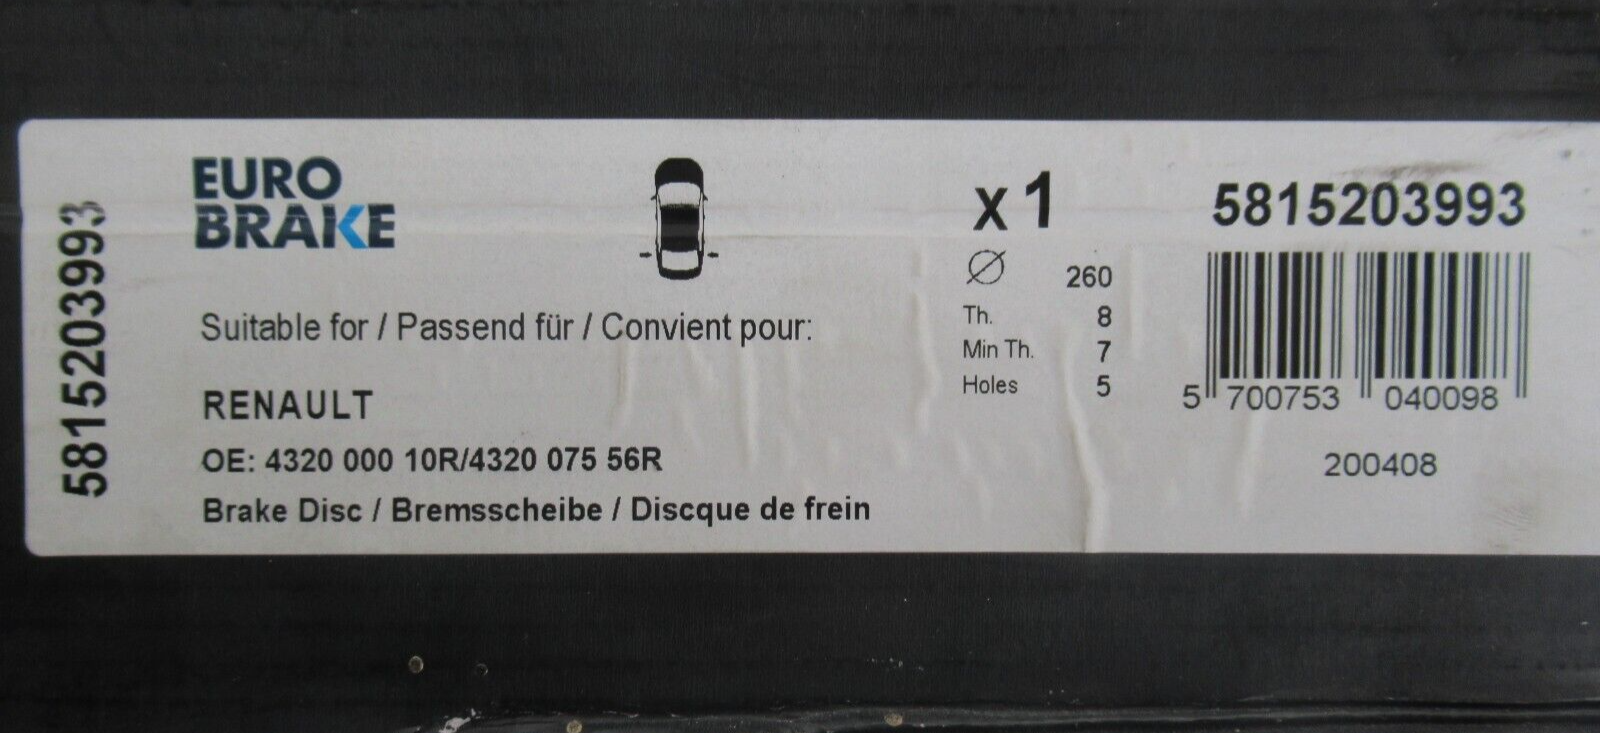 5815203993
EURO
BRAKE
Suitable for / Passend für / Convient pour:
RENAULT
OE: 4320 000 10R/4320 075 56R
Brake Disc / Bremsscheibe / Discque de frein
x 1
Ø 260
Th. 8
Min Th. 7
Holes 5
5815203993
5 700753 040098
200408